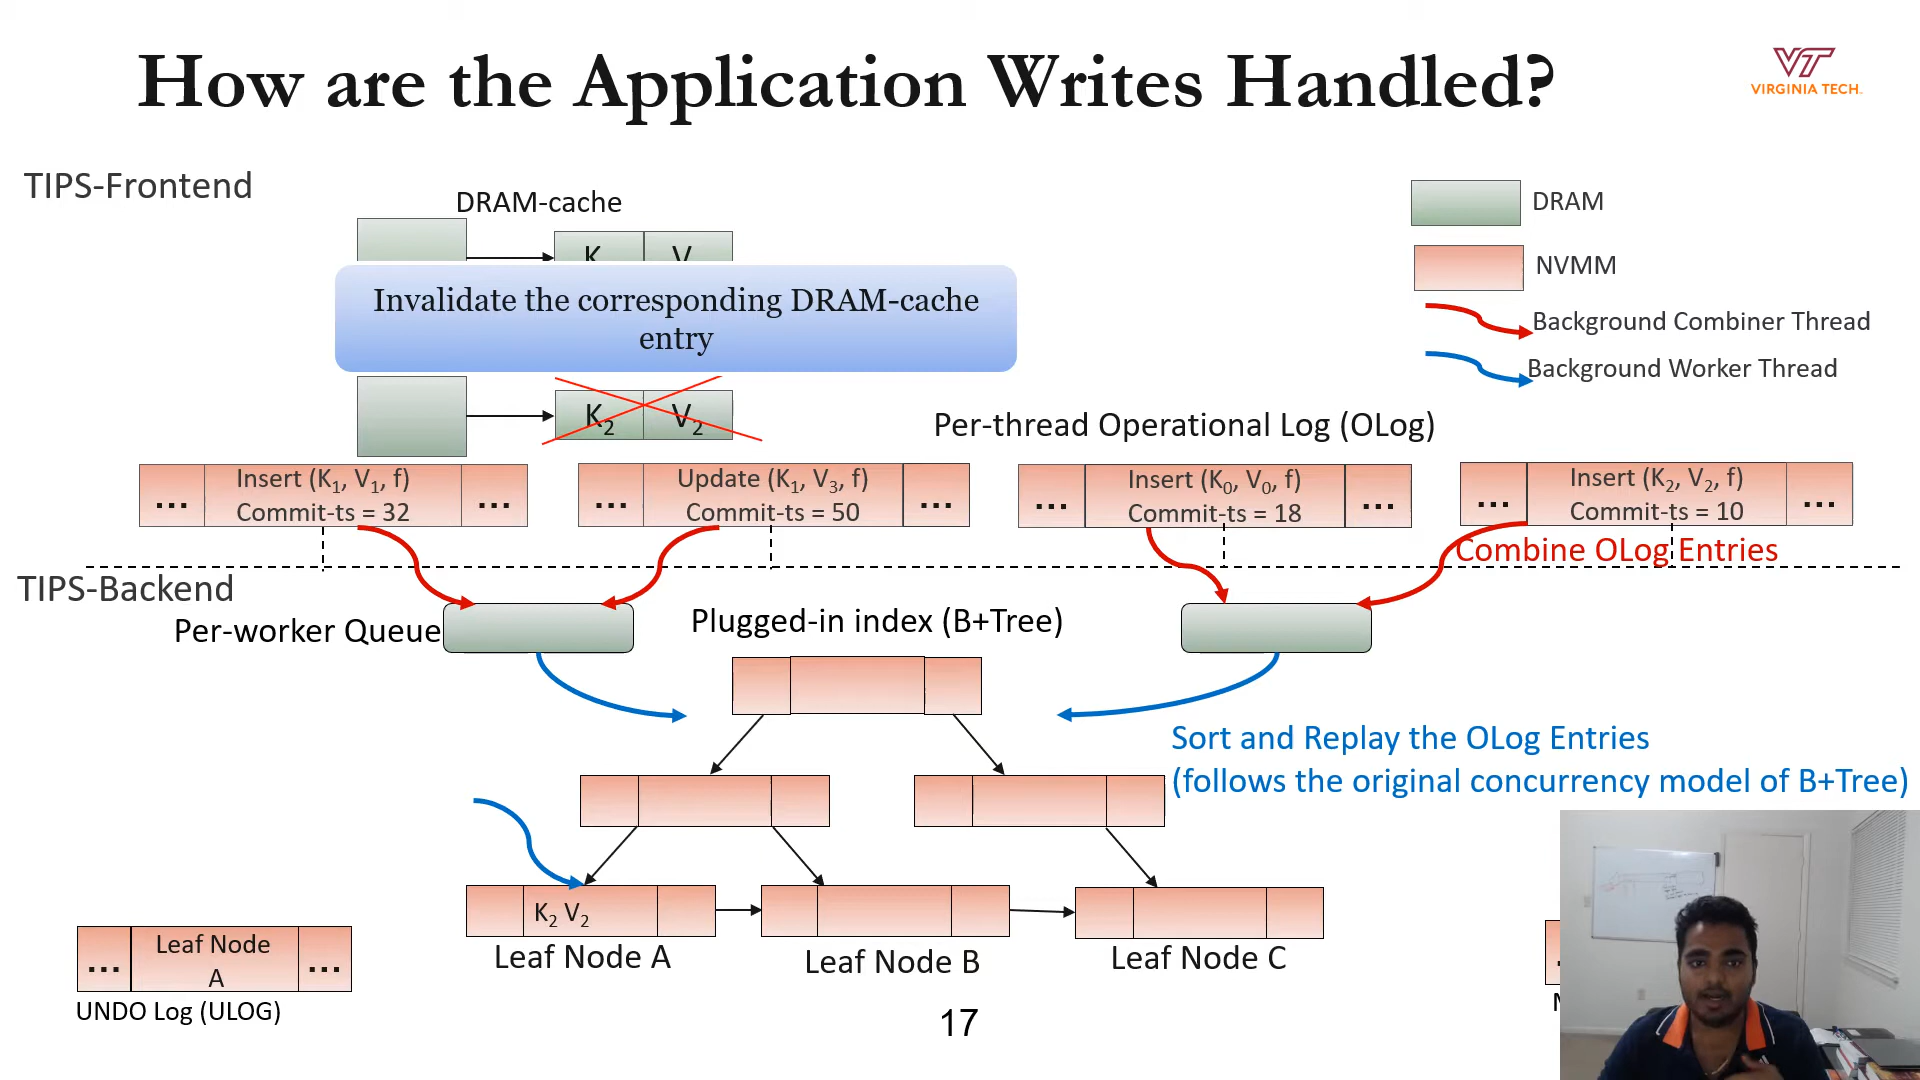 How are the Application Writes Handled?
VIRGINIA TECH.
TIPS-Frontend
DRAM-cache
DRAM
K V
NVMM
Invalidate the corresponding DRAM-cache
entry
Background Combiner Thread
Background Worker Thread
K2 V2
Per-thread Operational Log (OLog)
... Insert (K1, V1, f) ...
Commit-ts = 32
... Update (K1, V3, f) ...
Commit-ts = 50
... Insert (K0, V0, f) ...
Commit-ts = 18
... Insert (K2, V2, f) ...
Commit-ts = 10
Combine OLog Entries
TIPS-Backend
Per-worker Queue
Plugged-in index (B+Tree)
Sort and Replay the OLog Entries
(follows the original concurrency model of B+Tree)
K2 V2
Leaf Node A
Leaf Node B
Leaf Node C
... Leaf Node ...
A
UNDO Log (ULOG)
17